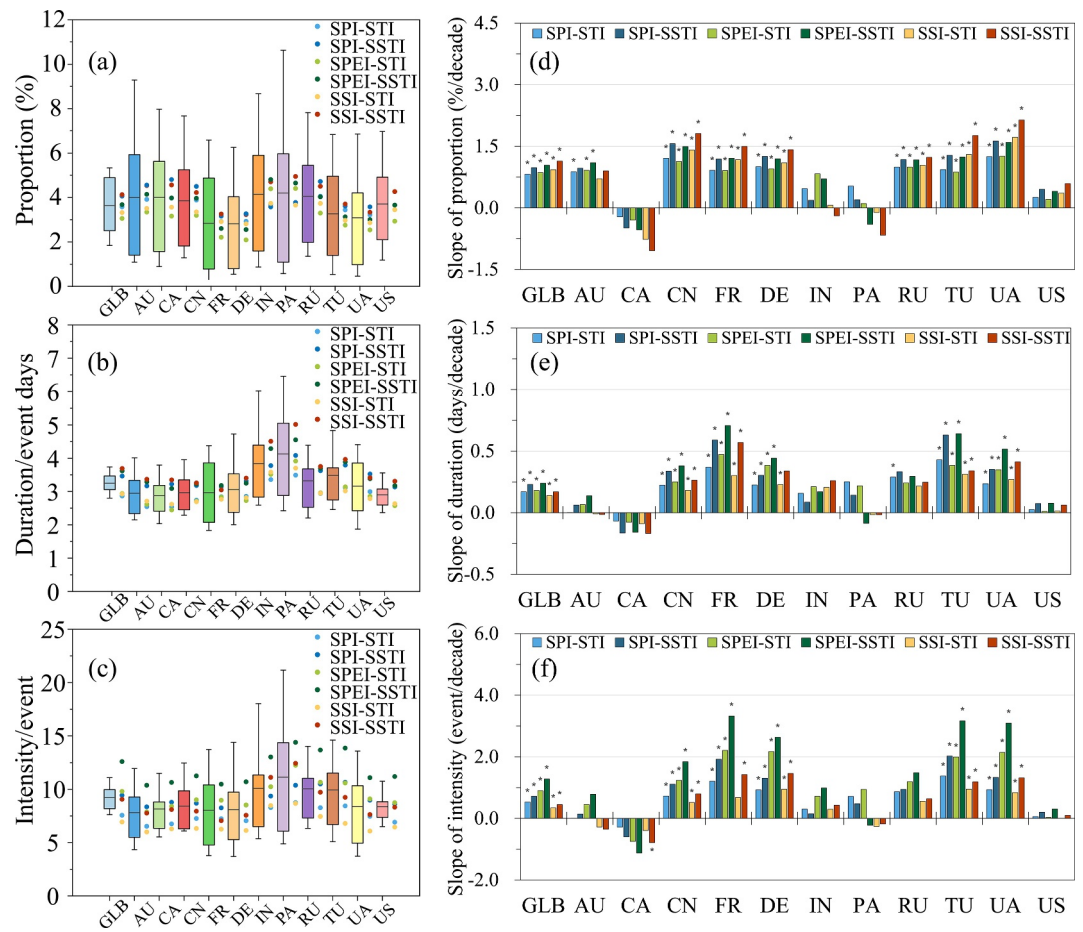 (a)
SPI-STI
SPI-SSTI
SPEI-STI
SPEI-SSTI
SSI-STI
SSI-SSTI
Proportion (%)
12
10
8
6
4
2
0
GLB AU CA CN FR DE IN PA RU TU UA US
(d)
SPI-STI SPI-SSTI SPEI-STI SPEI-SSTI SSI-STI SSI-SSTI
Slope of proportion (%/decade)
4.5
3.0
1.5
0.0
-1.5
GLB AU CA CN FR DE IN PA RU TU UA US
(b)
SPI-STI
SPI-SSTI
SPEI-STI
SPEI-SSTI
SSI-STI
SSI-SSTI
Duration/event days
8
7
6
5
4
3
2
1
0
GLB AU CA CN FR DE IN PA RU TU UA US
(e)
SPI-STI SPI-SSTI SPEI-STI SPEI-SSTI SSI-STI SSI-SSTI
Slope of duration (days/decade)
1.5
1.0
0.5
0.0
-0.5
GLB AU CA CN FR DE IN PA RU TU UA US
(c)
SPI-STI
SPI-SSTI
SPEI-STI
SPEI-SSTI
SSI-STI
SSI-SSTI
Intensity/event
25
20
15
10
5
0
GLB AU CA CN FR DE IN PA RU TU UA US
(f)
SPI-STI SPI-SSTI SPEI-STI SPEI-SSTI SSI-STI SSI-SSTI
Slope of intensity (event/decade)
6.0
4.0
2.0
0.0
-2.0
GLB AU CA CN FR DE IN PA RU TU UA US